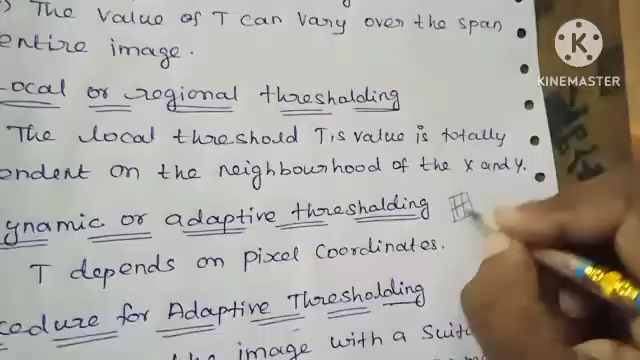 The value of T can vary over the span
entire image.
Local or regional thresholding
The local threshold T is value is totally
endent on the neighbourhood of the x and y.
ynamic or adaptive thresholding
T depends on pixel coordinates.
cedure for Adaptive Thresholding
image with a Suit
K
KINEMASTER